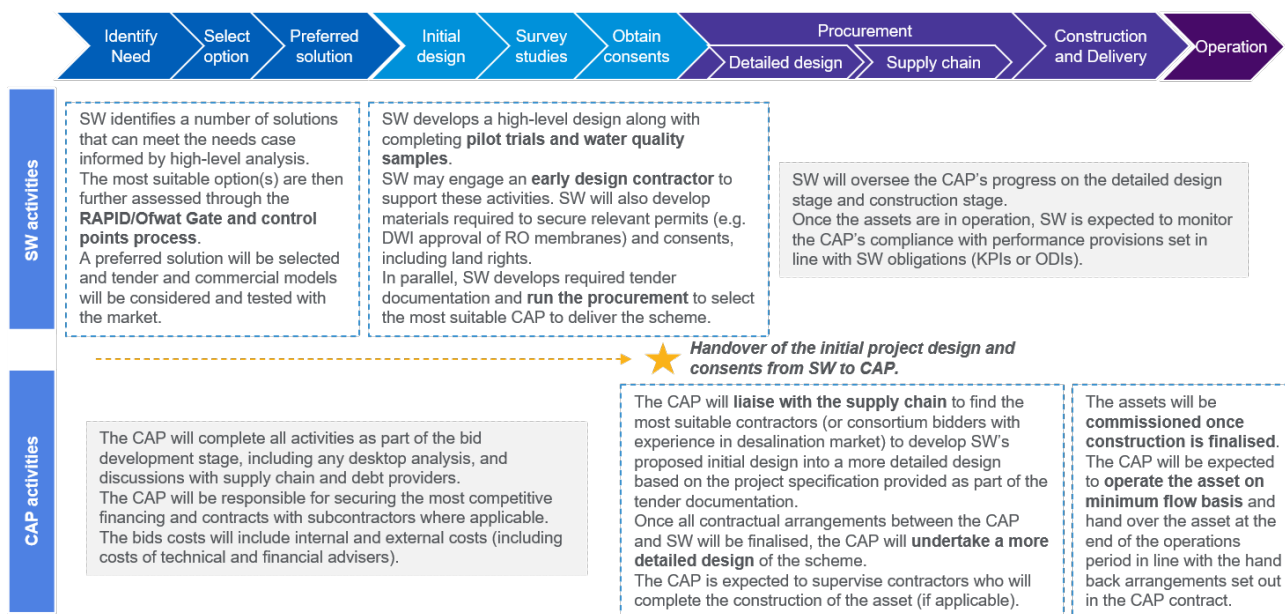 Identify
Need
Select
option
Preferred
solution
Initial
design
Survey
studies
Obtain
consents
Procurement
Detailed design
Supply chain
Construction
and Delivery
Operation
SW activities
SW identifies a number of solutions
that can meet the needs case
informed by high-level analysis.
The most suitable option(s) are then
further assessed through the
RAPID/Ofwat Gate and control
points process.
A preferred solution will be selected
and tender and commercial models
will be considered and tested with
the market.
SW develops a high-level design along with
completing pilot trials and water quality
samples.
SW may engage an early design contractor to
support these activities. SW will also develop
materials required to secure relevant permits (e.g.
DWI approval of RO membranes) and consents,
including land rights.
In parallel, SW develops required tender
documentation and run the procurement to select
the most suitable CAP to deliver the scheme.
SW will oversee the CAP's progress on the detailed design
stage and construction stage.
Once the assets are in operation, SW is expected to monitor
the CAP's compliance with performance provisions set in
line with SW obligations (KPIs or ODIs).
Handover of the initial project design and
consents from SW to CAP.
CAP activities
The CAP will complete all activities as part of the bid
development stage, including any desktop analysis, and
discussions with supply chain and debt providers.
The CAP will be responsible for securing the most competitive
financing and contracts with subcontractors where applicable.
The bids costs will include internal and external costs (including
costs of technical and financial advisers).
The CAP will liaise with the supply chain to find the
most suitable contractors (or consortium bidders with
experience in desalination market) to develop SW's
proposed initial design into a more detailed design
based on the project specification provided as part of the
tender documentation.
Once all contractual arrangements between the CAP
and SW will be finalised, the CAP will undertake a more
detailed design of the scheme.
The CAP is expected to supervise contractors who will
complete the construction of the asset (if applicable).
The assets will be
commissioned once
construction is finalised.
The CAP will be expected
to operate the asset on
minimum flow basis and
hand over the asset at the
end of the operations
period in line with the hand
back arrangements set out
in the CAP contract.